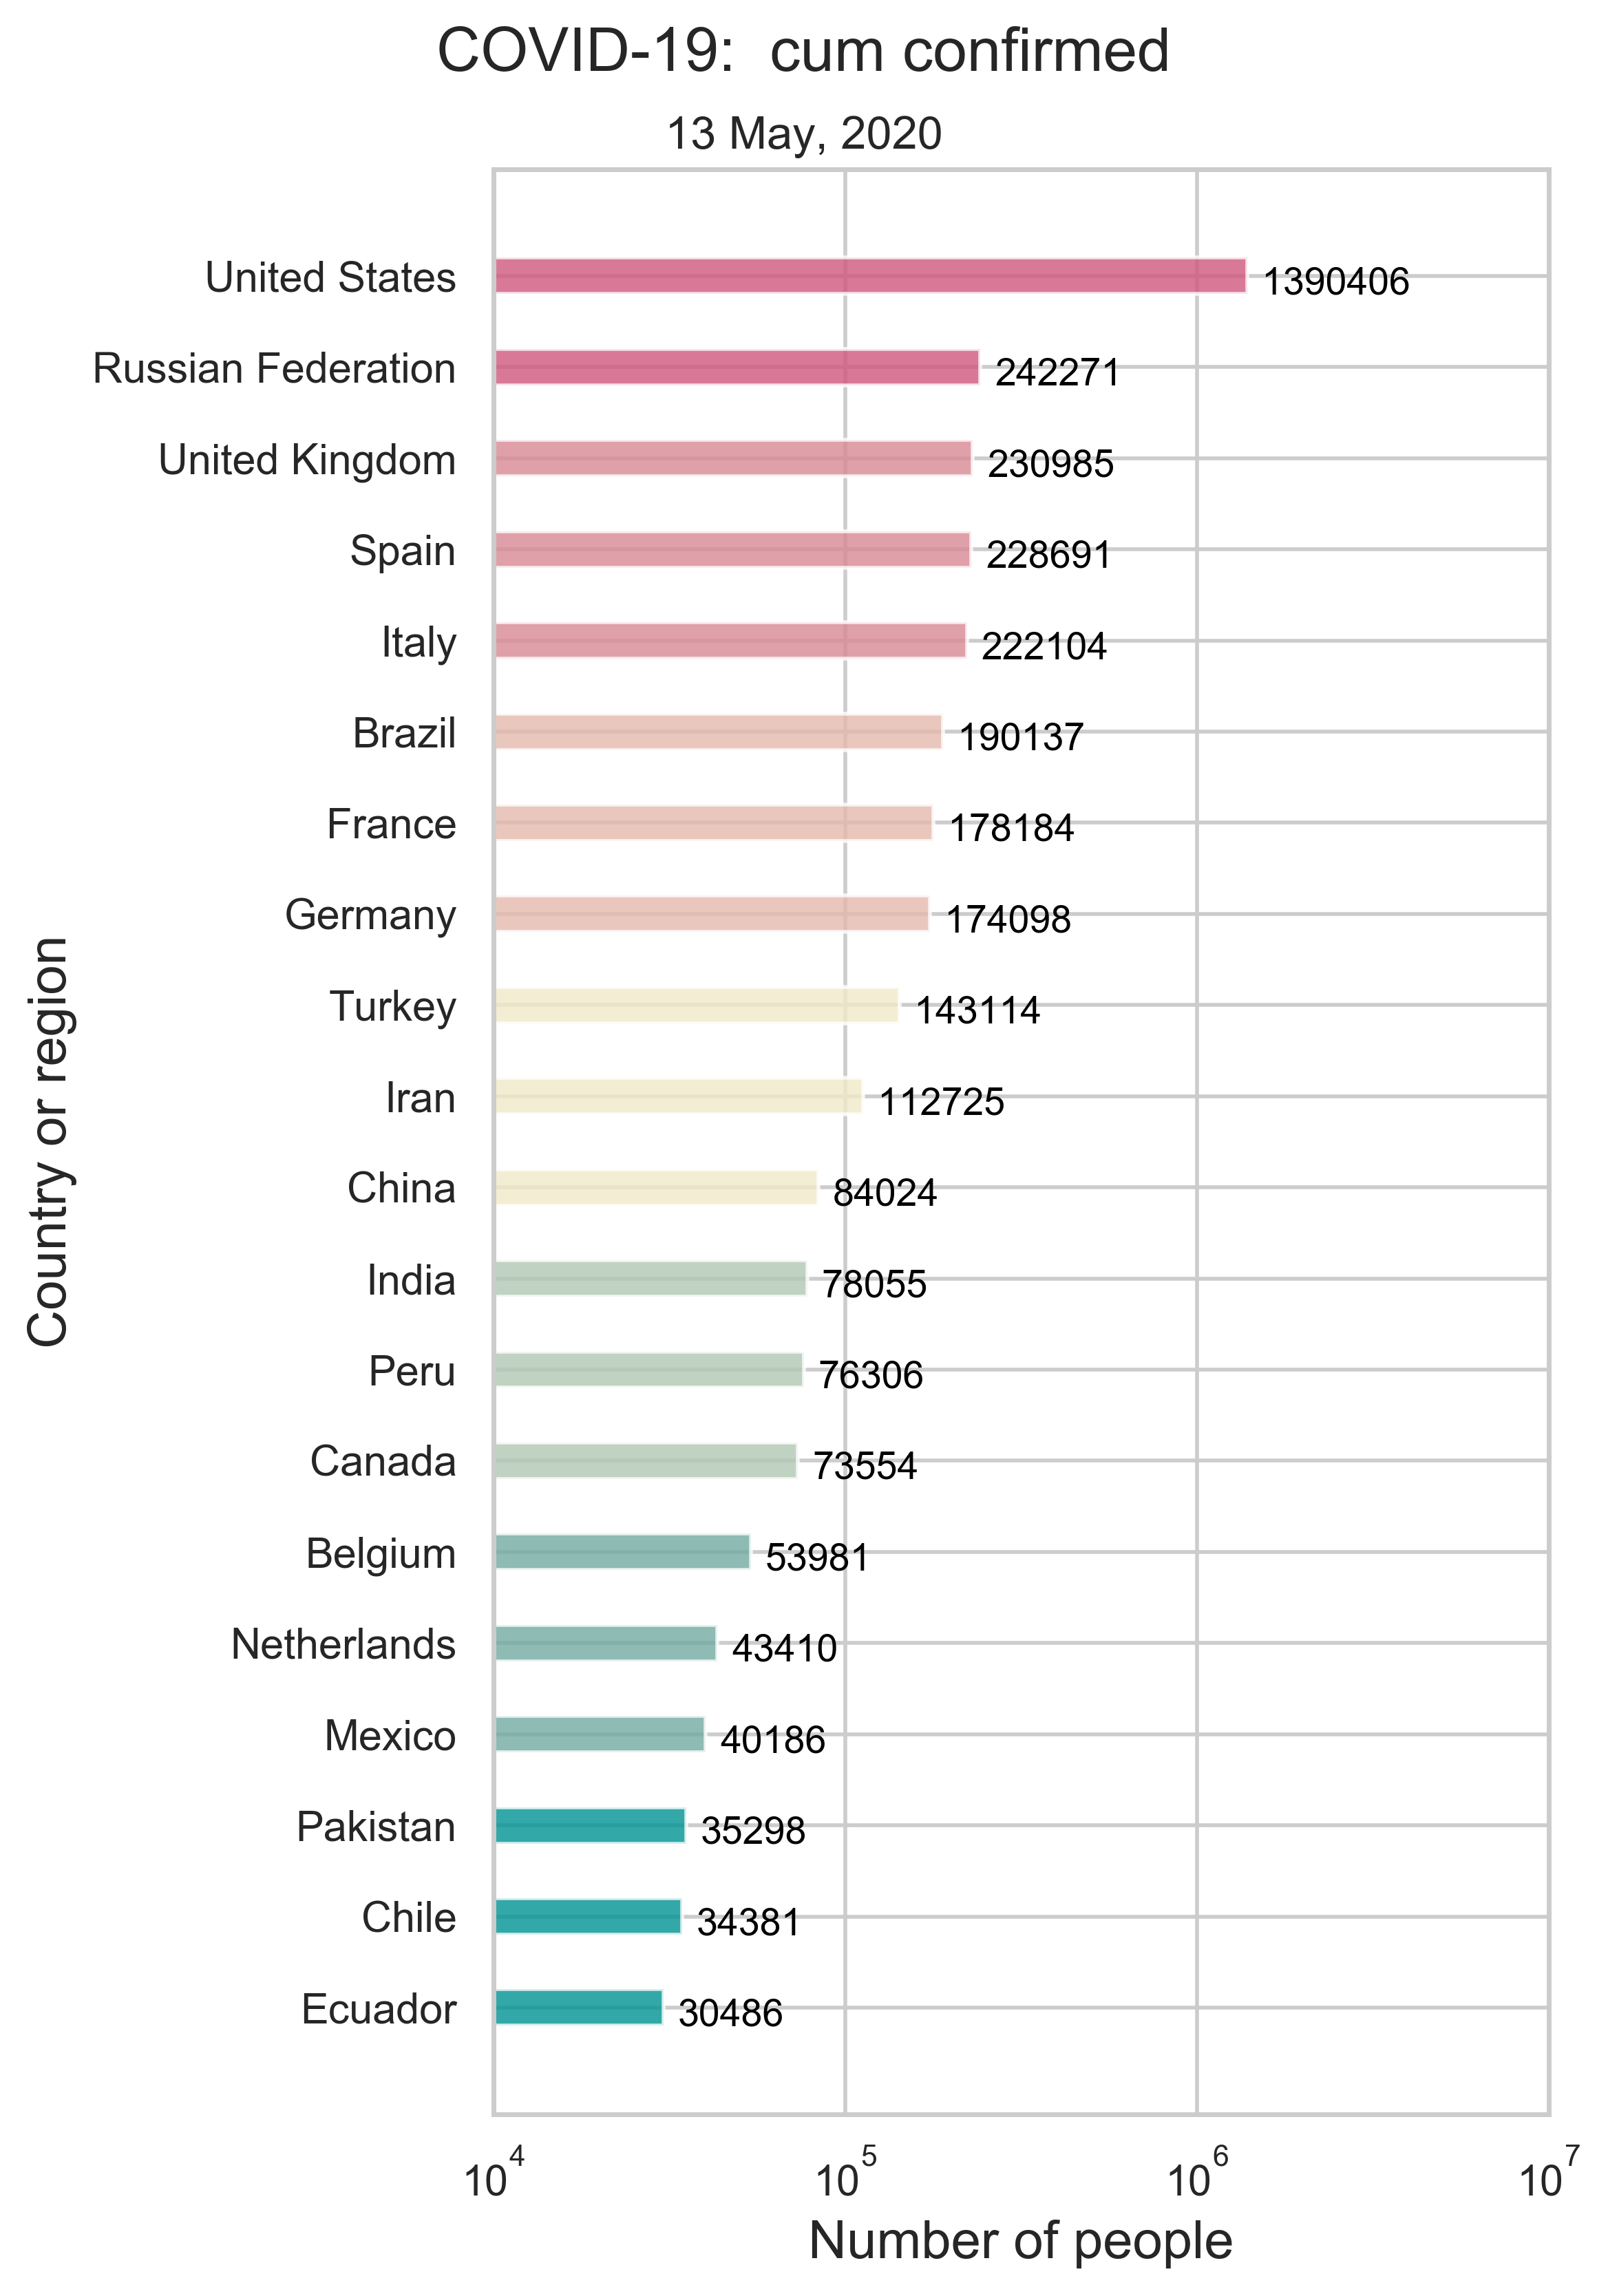 COVID-19:  cum confirmed
13 May, 2020
United States 1390406
Russian Federation 242271
United Kingdom 230985
Spain 228691
Italy 222104
Brazil 190137
France 178184
Germany 174098
Turkey 143114
Iran 112725
China 84024
India 78055
Peru 76306
Canada 73554
Belgium 53981
Netherlands 43410
Mexico 40186
Pakistan 35298
Chile 34381
Ecuador 30486
Country or region
10^4 10^5 10^6 10^7
Number of people